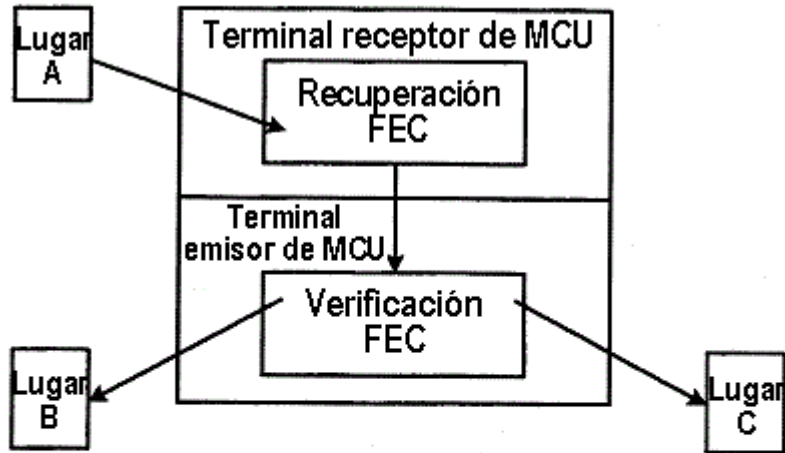 Lugar
A
Terminal receptor de MCU
Recuperación
FEC
Terminal
emisor de MCU
Verificación
FEC
Lugar
B
Lugar
C